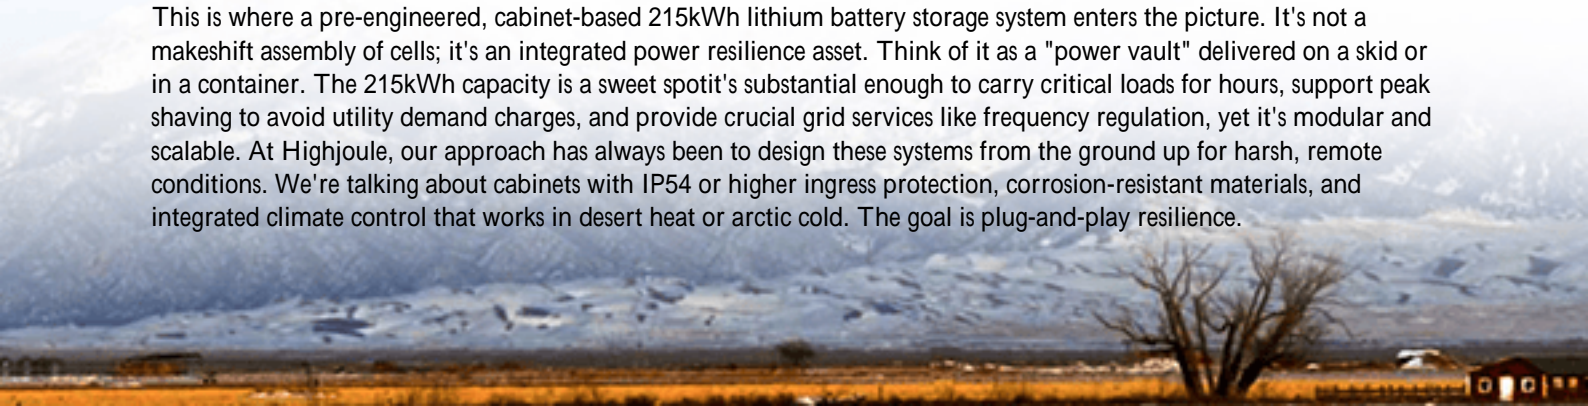 This is where a pre-engineered, cabinet-based 215kWh lithium battery storage system enters the picture. It's not a
makeshift assembly of cells; it's an integrated power resilience asset. Think of it as a "power vault" delivered on a skid or
in a container. The 215kWh capacity is a sweet spotit's substantial enough to carry critical loads for hours, support peak
shaving to avoid utility demand charges, and provide crucial grid services like frequency regulation, yet it's modular and
scalable. At Highjoule, our approach has always been to design these systems from the ground up for harsh, remote
conditions. We're talking about cabinets with IP54 or higher ingress protection, corrosion-resistant materials, and
integrated climate control that works in desert heat or arctic cold. The goal is plug-and-play resilience.